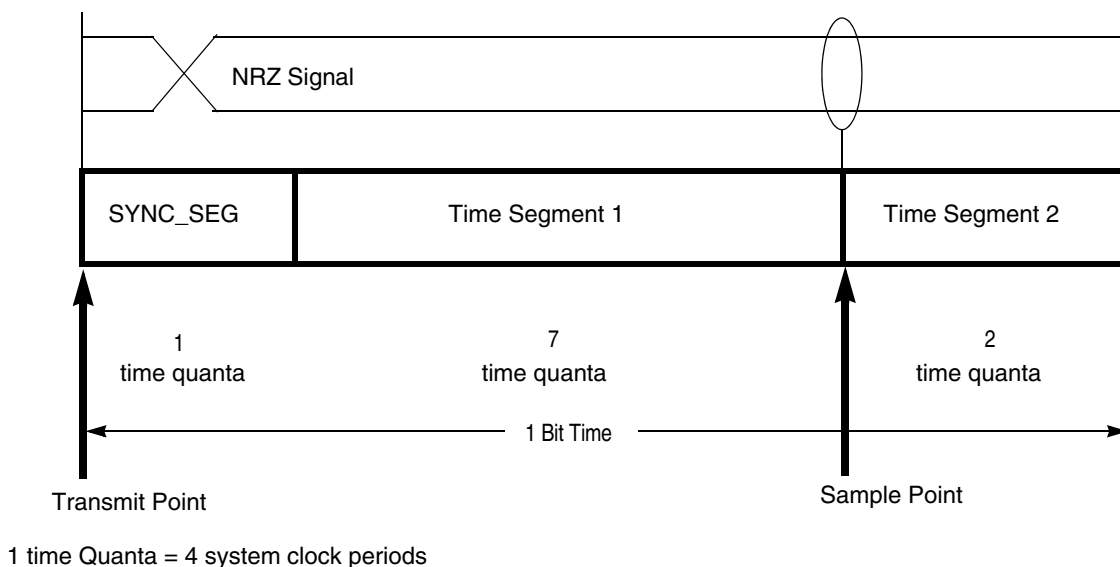 NRZ Signal
SYNC_SEG
Time Segment 1
Time Segment 2
1
time quanta
7
time quanta
2
time quanta
1 Bit Time
Transmit Point
Sample Point
1 time Quanta = 4 system clock periods